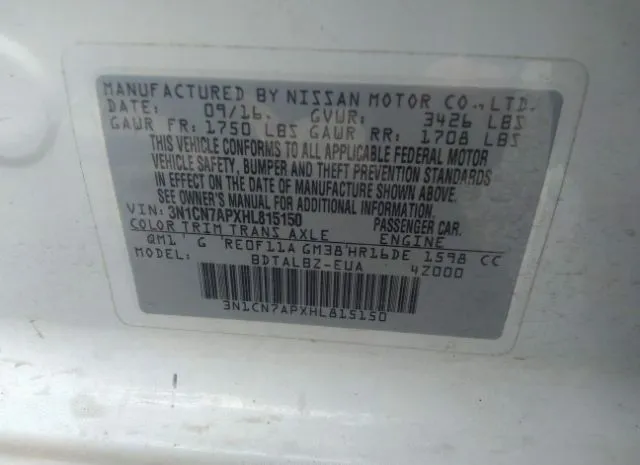 MANUFACTURED BY NISSAN MOTOR CO., LTD.
DATE: 09/16. GVWR: 3426 LBS
GAWR FR: 1750 LBS GAWR RR: 1708 LBS
THIS VEHICLE CONFORMS TO ALL APPLICABLE FEDERAL MOTOR
VEHICLE SAFETY, BUMPER AND THEFT PREVENTION STANDARDS
IN EFFECT ON THE DATE OF MANUFACTURE SHOWN ABOVE.
SEE OWNER'S MANUAL FOR MORE INFORMATION.
VIN: 3N1CN7APXHL815150 PASSENGER CAR.
COLOR TRIM TRANS AXLE ENGINE
QM1 G RE0F11A GM38 HR16DE 1598 CC
MODEL: BDTALBZ-EUA 4Z000
3N1CN7APXHL815150